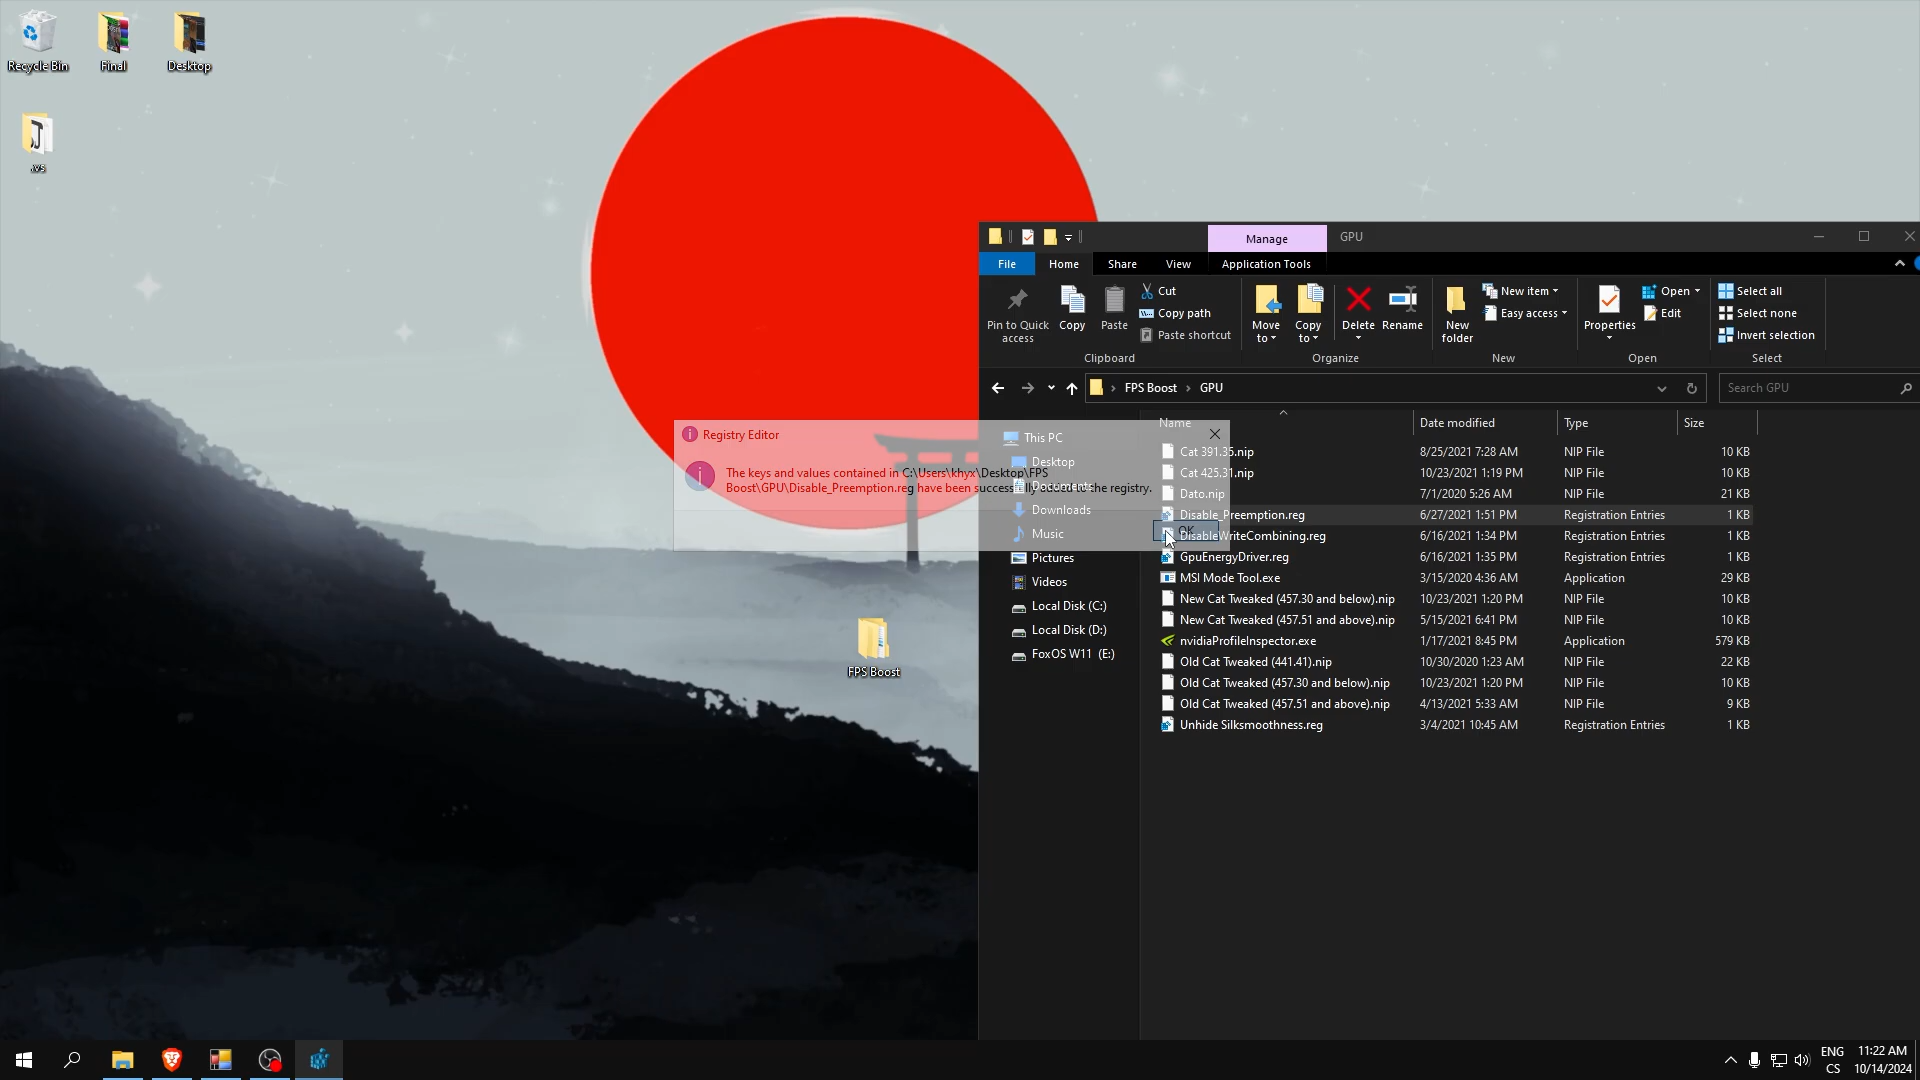 Recycle Bin
Final
Desktop
.vs
FPS Boost
Manage
GPU
File
Home
Share
View
Application Tools
Pin to Quick access
Copy
Paste
Cut
Copy path
Paste shortcut
Clipboard
Move to
Copy to
Delete
Rename
Organize
New folder
New item
Easy access
New
Properties
Open
Edit
Open
Select all
Select none
Invert selection
Select
FPS Boost
GPU
Search GPU
Name
Date modified
Type
Size
Registry Editor
The keys and values contained in C:\Users\khyx\Desktop\FPS
Boost\GPU\Disable_Preemption.reg have been successfully added to the registry.
OK
This PC
Desktop
Documents
Downloads
Music
Pictures
Videos
Local Disk (C:)
Local Disk (D:)
FoxOS W11 (E:)
Cat 391.35.nip 8/25/2021 7:28 AM NIP File 10 KB
Cat 425.31.nip 10/23/2021 1:19 PM NIP File 10 KB
Dato.nip 7/1/2020 5:26 AM NIP File 21 KB
Disable_Preemption.reg 6/27/2021 1:51 PM Registration Entries 1 KB
DisableWriteCombining.reg 6/16/2021 1:34 PM Registration Entries 1 KB
GpuEnergyDriver.reg 6/16/2021 1:35 PM Registration Entries 1 KB
MSI Mode Tool.exe 3/15/2020 4:36 AM Application 29 KB
New Cat Tweaked (457.30 and below).nip 10/23/2021 1:20 PM NIP File 10 KB
New Cat Tweaked (457.51 and above).nip 5/15/2021 6:41 PM NIP File 10 KB
nvidiaProfileInspector.exe 1/17/2021 8:45 PM Application 579 KB
Old Cat Tweaked (441.41).nip 10/30/2020 1:23 AM NIP File 22 KB
Old Cat Tweaked (457.30 and below).nip 10/23/2021 1:20 PM NIP File 10 KB
Old Cat Tweaked (457.51 and above).nip 4/13/2021 5:33 AM NIP File 9 KB
Unhide Silksmoothness.reg 3/4/2021 10:45 AM Registration Entries 1 KB
ENG
CS
11:22 AM
10/14/2024